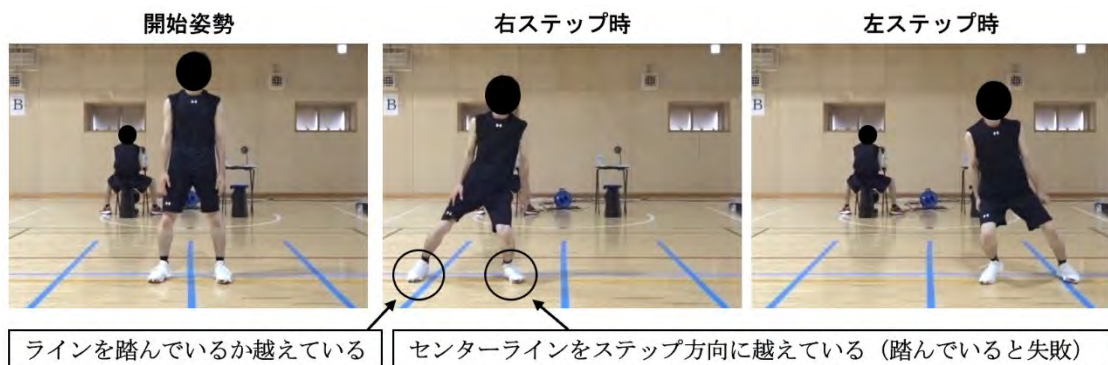 開始姿勢
右ステップ時
左ステップ時
B
B
B
ラインを踏んでいるか越えている
センターラインをステップ方向に越えている（踏んでいると失敗）